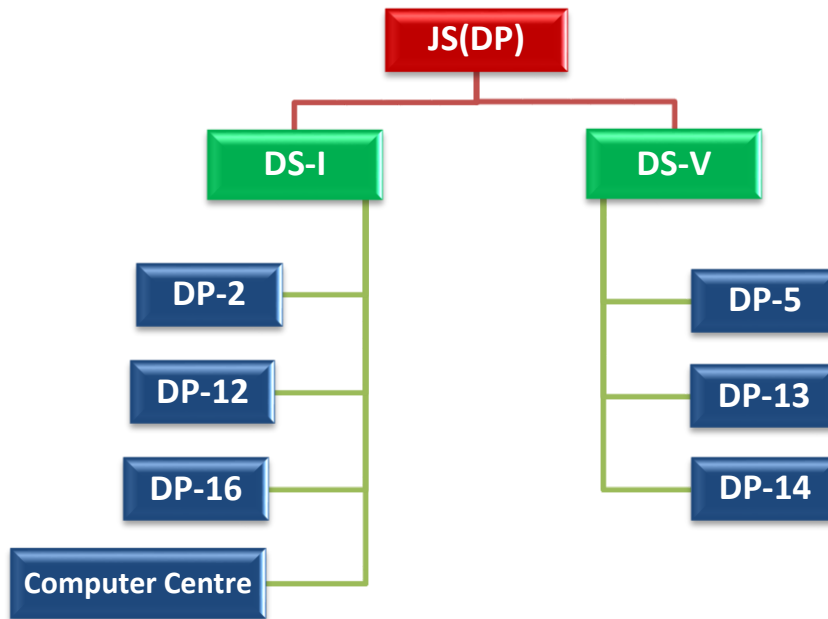 JS(DP)
DS-I
DS-V
DP-2
DP-5
DP-12
DP-13
DP-16
DP-14
Computer Centre